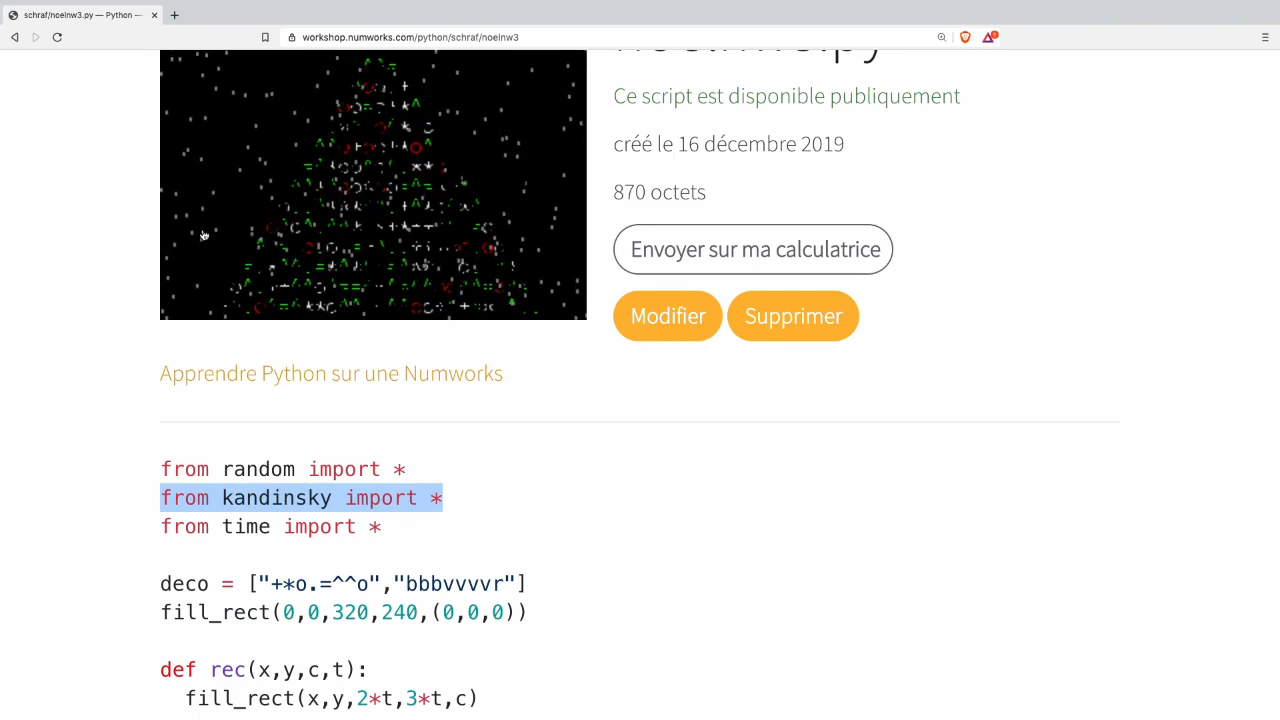 schraf/noelnw3.py — Python —
workshop.numworks.com/python/schraf/noelnw3
noelnw3.py
Ce script est disponible publiquement
créé le 16 décembre 2019
870 octets
Envoyer sur ma calculatrice
Modifier
Supprimer
Apprendre Python sur une Numworks
from random import *
from kandinsky import *
from time import *
deco = ["+*o.=^^o","bbbvvvvr"]
fill_rect(0,0,320,240,(0,0,0))
def rec(x,y,c,t):
fill_rect(x,y,2*t,3*t,c)